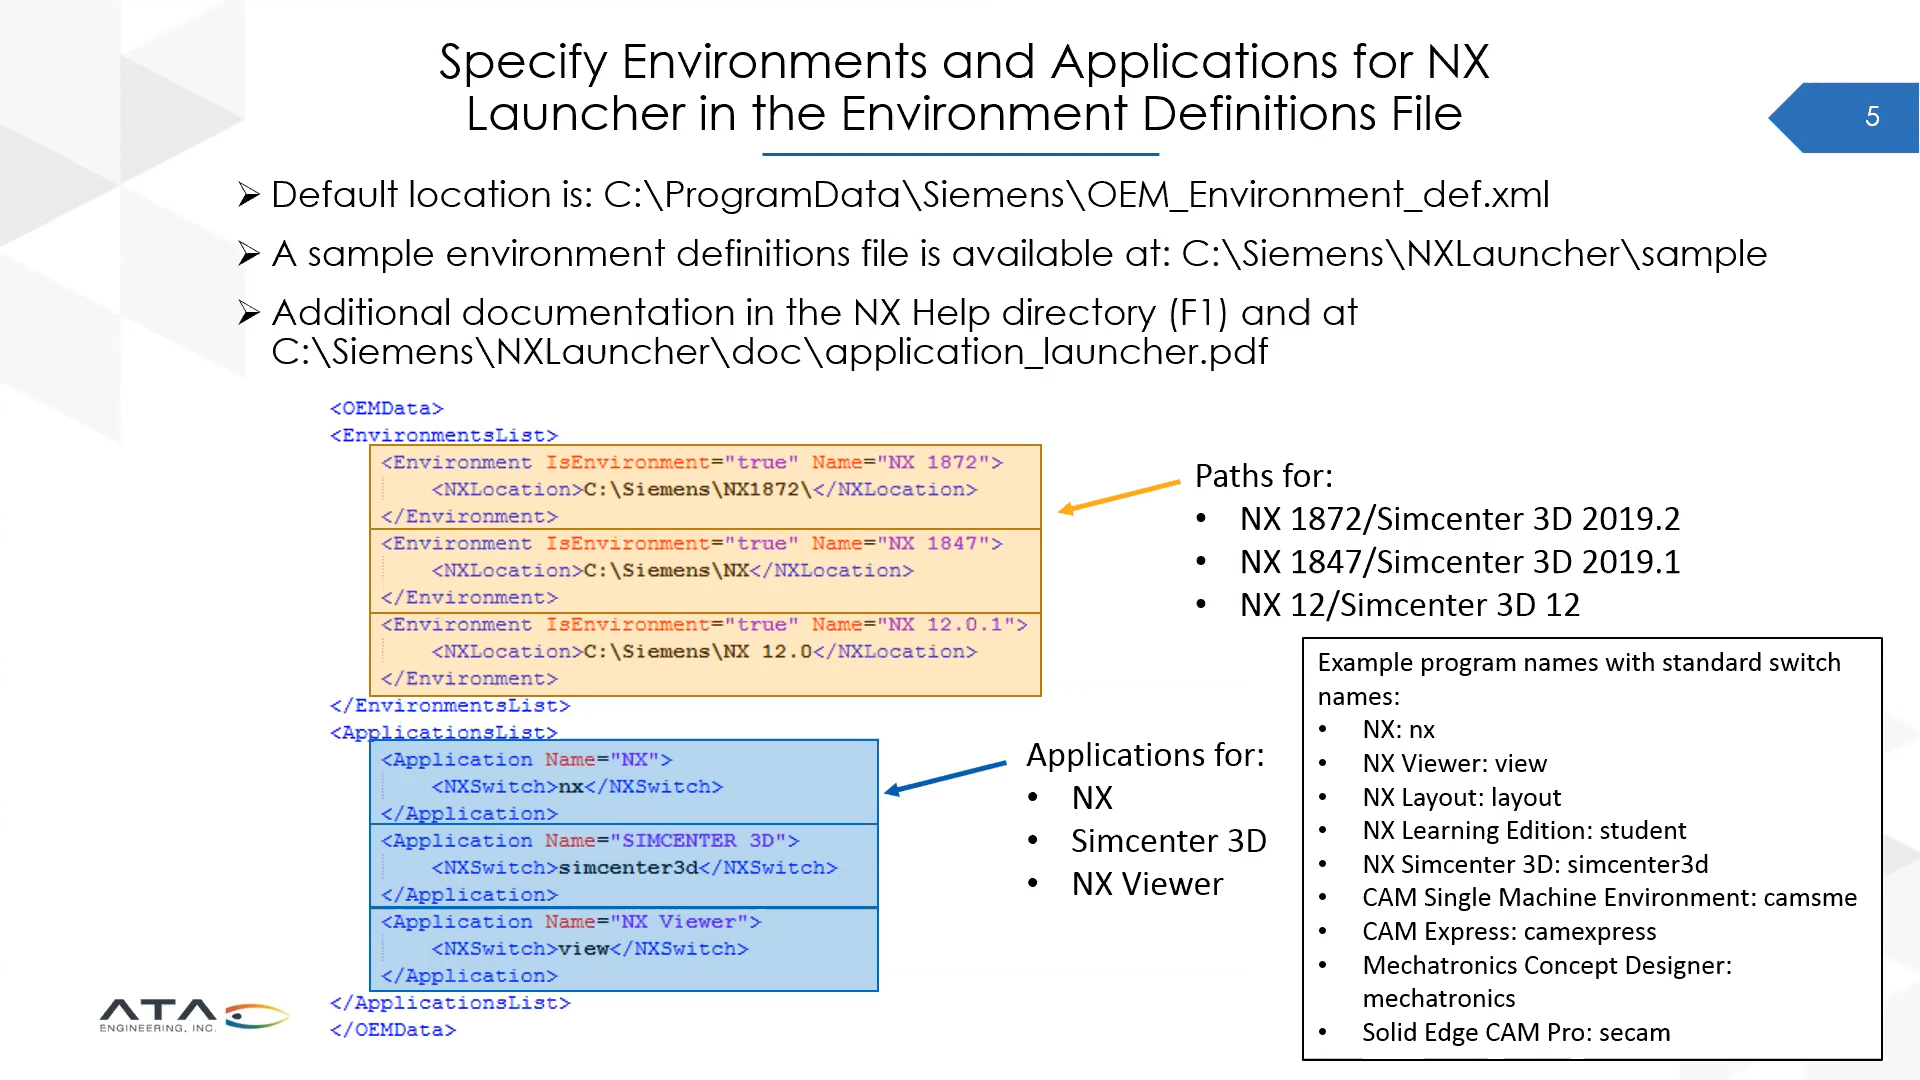 Specify Environments and Applications for NX
Launcher in the Environment Definitions File
5
➢ Default location is: C:\ProgramData\Siemens\OEM_Environment_def.xml
➢ A sample environment definitions file is available at: C:\Siemens\NXLauncher\sample
➢ Additional documentation in the NX Help directory (F1) and at
C:\Siemens\NXLauncher\doc\application_launcher.pdf
<OEMData>
<EnvironmentsList>
<Environment IsEnvironment="true" Name="NX 1872">
<NXLocation>C:\Siemens\NX1872\</NXLocation>
</Environment>
<Environment IsEnvironment="true" Name="NX 1847">
<NXLocation>C:\Siemens\NX</NXLocation>
</Environment>
<Environment IsEnvironment="true" Name="NX 12.0.1">
<NXLocation>C:\Siemens\NX 12.0</NXLocation>
</Environment>
</EnvironmentsList>
<ApplicationsList>
<Application Name="NX">
<NXSwitch>nx</NXSwitch>
</Application>
<Application Name="SIMCENTER 3D">
<NXSwitch>simcenter3d</NXSwitch>
</Application>
<Application Name="NX Viewer">
<NXSwitch>view</NXSwitch>
</Application>
</ApplicationsList>
</OEMData>
Paths for:
• NX 1872/Simcenter 3D 2019.2
• NX 1847/Simcenter 3D 2019.1
• NX 12/Simcenter 3D 12
Applications for:
• NX
• Simcenter 3D
• NX Viewer
Example program names with standard switch
names:
• NX: nx
• NX Viewer: view
• NX Layout: layout
• NX Learning Edition: student
• NX Simcenter 3D: simcenter3d
• CAM Single Machine Environment: camsme
• CAM Express: camexpress
• Mechatronics Concept Designer:
mechatronics
• Solid Edge CAM Pro: secam
ATA
ENGINEERING, INC.